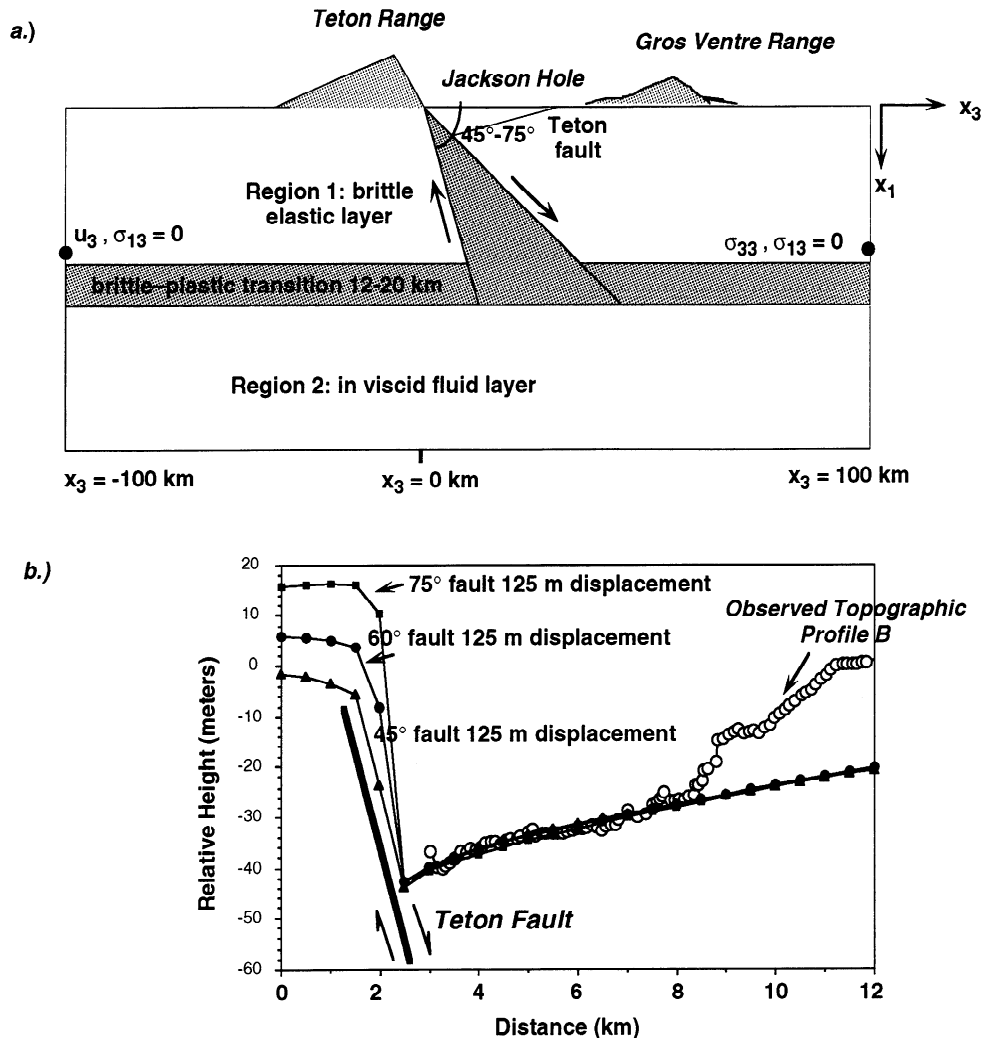 a.)
Teton Range
Gros Ventre Range
Jackson Hole
x3
45°-75°
Teton
fault
x1
Region 1: brittle
elastic layer
u3 , σ13 = 0
σ33 , σ13 = 0
brittle–plastic transition 12-20 km
Region 2: in viscid fluid layer
x3 = -100 km
x3 = 0 km
x3 = 100 km
b.)
20
10
0
-10
-20
-30
-40
-50
-60
Relative Height (meters)
75° fault 125 m displacement
Observed Topographic
Profile B
60° fault 125 m displacement
45° fault 125 m displacement
Teton Fault
0
2
4
6
8
10
12
Distance (km)